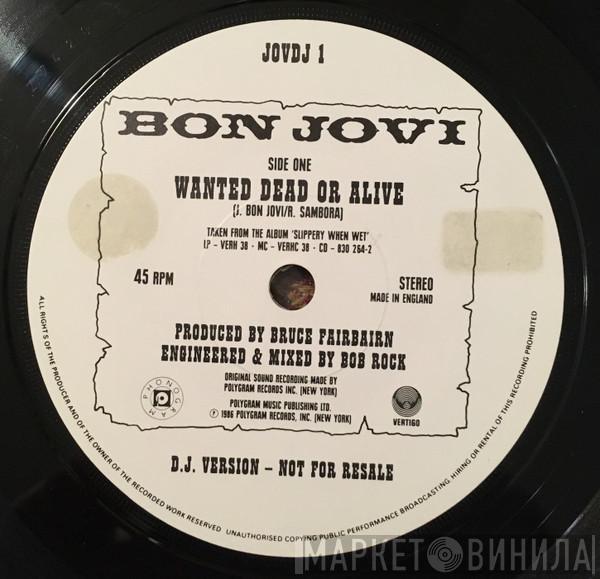 JOVDJ 1
BON JOVI
SIDE ONE
WANTED DEAD OR ALIVE
(J. BON JOVI/R. SAMBORA)
TAKEN FROM THE ALBUM 'SLIPPERY WHEN WET'
LP - VERH 38 - MC - VERHC 38 - CD - 830 264-2
45 RPM
STEREO
MADE IN ENGLAND
PRODUCED BY BRUCE FAIRBAIRN
ENGINEERED & MIXED BY BOB ROCK
ORIGINAL SOUND RECORDING MADE BY
POLYGRAM RECORDS INC. (NEW YORK)
POLYGRAM MUSIC PUBLISHING LTD.
℗ 1986 POLYGRAM RECORDS, INC. (NEW YORK)
PHONOGRAM
VERTIGO
D.J. VERSION - NOT FOR RESALE
ALL RIGHTS OF THE PRODUCER AND OF THE OWNER OF THE RECORDED WORK RESERVED UNAUTHORISED COPYING PUBLIC PERFORMANCE BROADCASTING, HIRING OR RENTAL OF THIS RECORDING PROHIBITED
МАРКЕТ ВИНИЛА